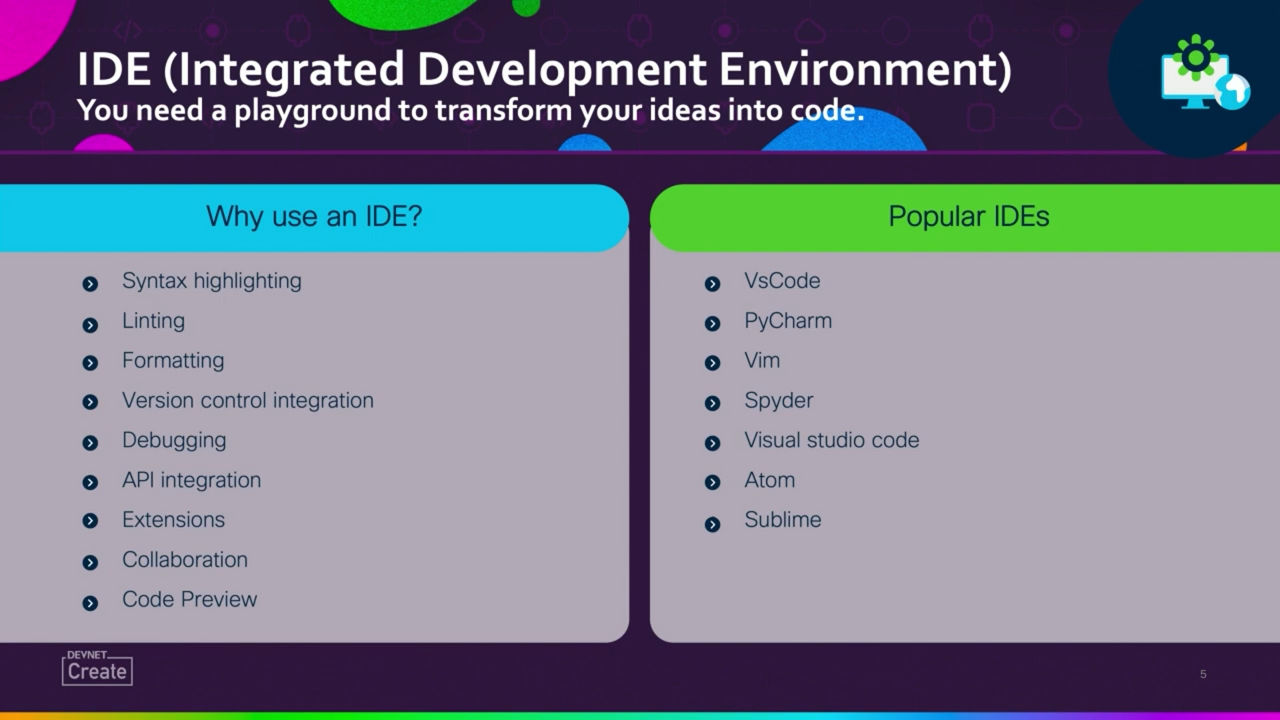 IDE (Integrated Development Environment)
You need a playground to transform your ideas into code.
Why use an IDE?
Syntax highlighting
Linting
Formatting
Version control integration
Debugging
API integration
Extensions
Collaboration
Code Preview
Popular IDEs
VsCode
PyCharm
Vim
Spyder
Visual studio code
Atom
Sublime
DEVNET
Create
5